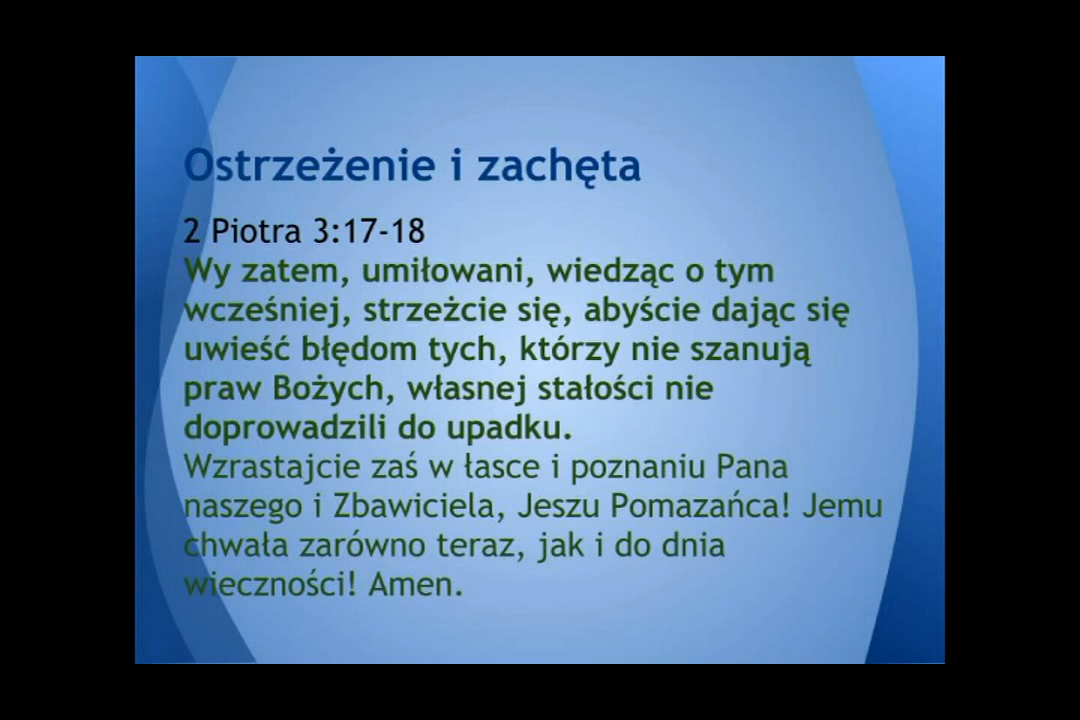 Ostrzeżenie i zachęta
2 Piotra 3:17-18
Wy zatem, umiłowani, wiedząc o tym
wcześniej, strzeżcie się, abyście dając się
uwieść błędom tych, którzy nie szanują
praw Bożych, własnej stałości nie
doprowadzili do upadku.
Wzrastajcie zaś w łasce i poznaniu Pana
naszego i Zbawiciela, Jeszu Pomazańca! Jemu
chwała zarówno teraz, jak i do dnia
wieczności! Amen.